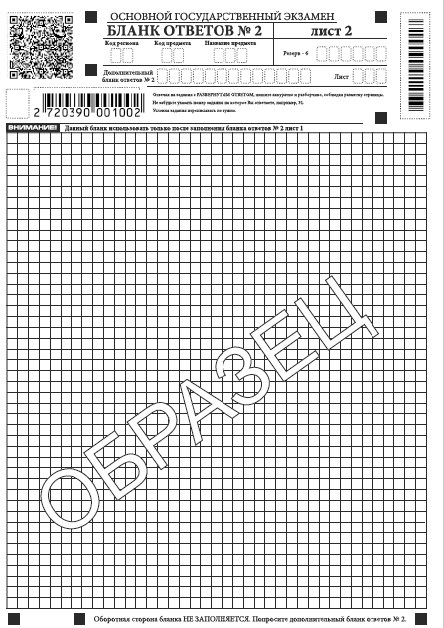 ОСНОВНОЙ ГОСУДАРСТВЕННЫЙ ЭКЗАМЕН
БЛАНК ОТВЕТОВ № 2
лист 2
Код региона
Код предмета
Название предмета
Резерв - 6
Дополнительный
бланк ответов № 2
Лист
2 720390 001002
Ответы на задания с РАЗВЕРНУТЫМ ОТВЕТОМ, пишите аккуратно и разборчиво, соблюдая разметку страницы.
Не забудьте указать номер задания на которое Вы отвечаете, например, 31.
Условия задания переписывать не нужно.
ВНИМАНИЕ!
Данный бланк использовать только после заполнения бланка ответов № 2 лист 1
ОБРАЗЕЦ
Оборотная сторона бланка НЕ ЗАПОЛНЯЕТСЯ. Попросите дополнительный бланк ответов № 2.